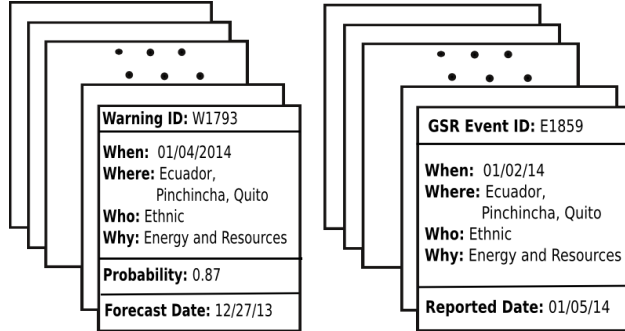 Warning ID: W1793
When: 01/04/2014
Where: Ecuador,
Pinchincha, Quito
Who: Ethnic
Why: Energy and Resources
Probability: 0.87
Forecast Date: 12/27/13
GSR Event ID: E1859
When: 01/02/14
Where: Ecuador,
Pinchincha, Quito
Who: Ethnic
Why: Energy and Resources
Reported Date: 01/05/14